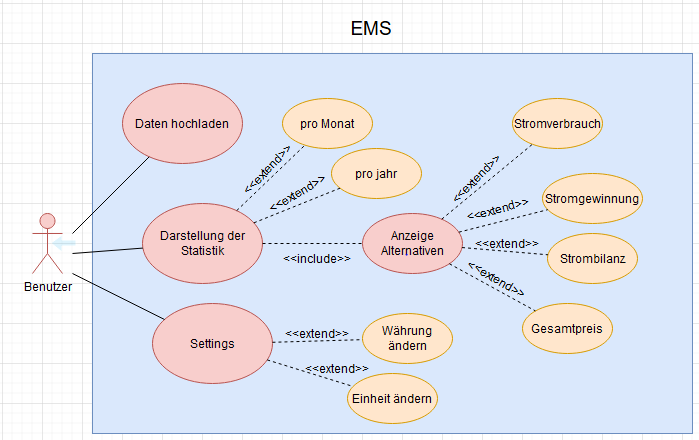 EMS
Daten hochladen
pro Monat
Stromverbrauch
<<extend>>
<<extend>>
pro jahr
<<extend>>
Stromgewinnung
<<extend>>
Darstellung der
Statistik
<<include>>
Anzeige
Alternativen
<<extend>>
Strombilanz
<<extend>>
Benutzer
Gesamtpreis
Settings
<<extend>>
Währung
ändern
<<extend>>
Einheit ändern